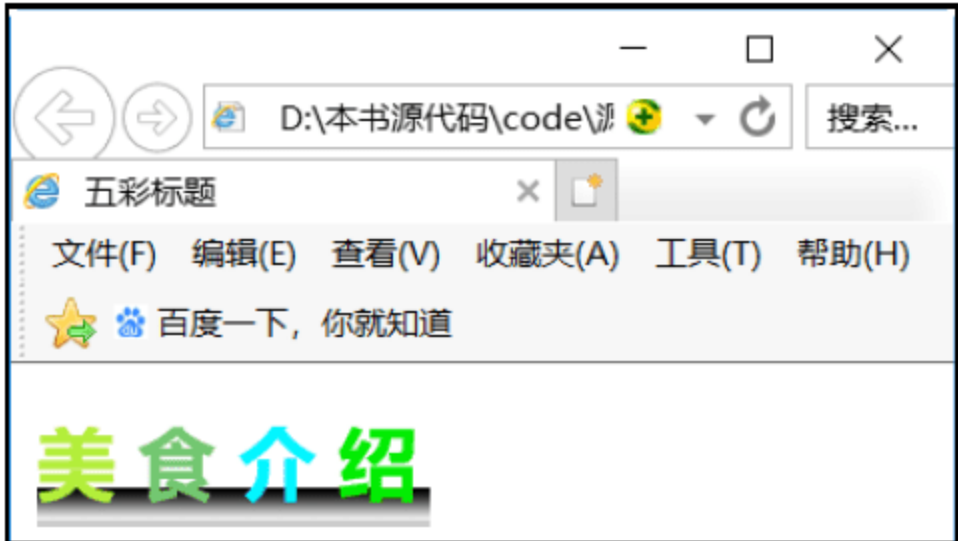 D:\本书源代码\code\源
搜索...
五彩标题
文件(F) 编辑(E) 查看(V) 收藏夹(A) 工具(T) 帮助(H)
百度一下，你就知道
美食介绍